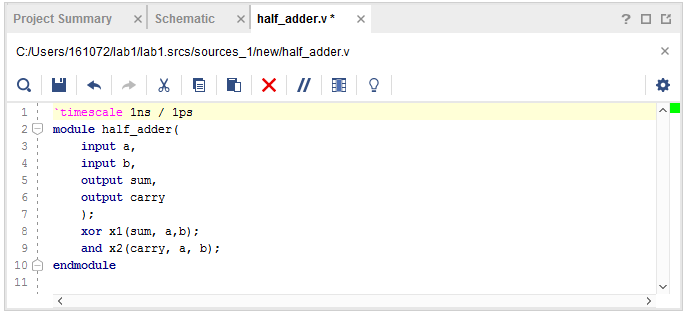 Project Summary × Schematic × half_adder.v * × ?
C:/Users/161072/lab1/lab1.srcs/sources_1/new/half_adder.v ×
1 `timescale 1ns / 1ps
2 module half_adder(
3 input a,
4 input b,
5 output sum,
6 output carry
7 );
8 xor x1(sum, a,b);
9 and x2(carry, a, b);
10 endmodule
11